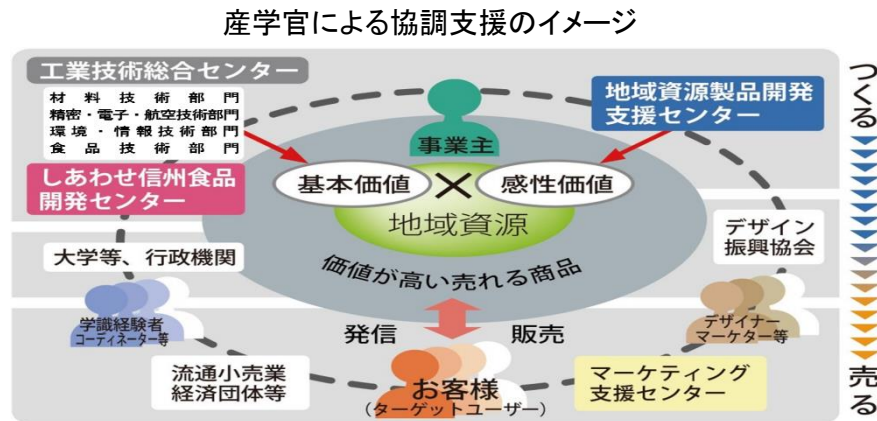 産学官による協調支援のイメージ
工業技術総合センター
材料技術部門
精密・電子・航空技術部門
環境・情報技術部門
食品技術部門
しあわせ信州食品
開発センター
地域資源製品開発
支援センター
事業主
基本価値
×
感性価値
地域資源
価値が高い売れる商品
大学等、行政機関
学識経験者
コーディネーター等
デザイン
振興協会
デザイナー
マーケター等
発信
販売
流通小売業
経済団体等
お客様
(ターゲットユーザー)
マーケティング
支援センター
つくる
売る